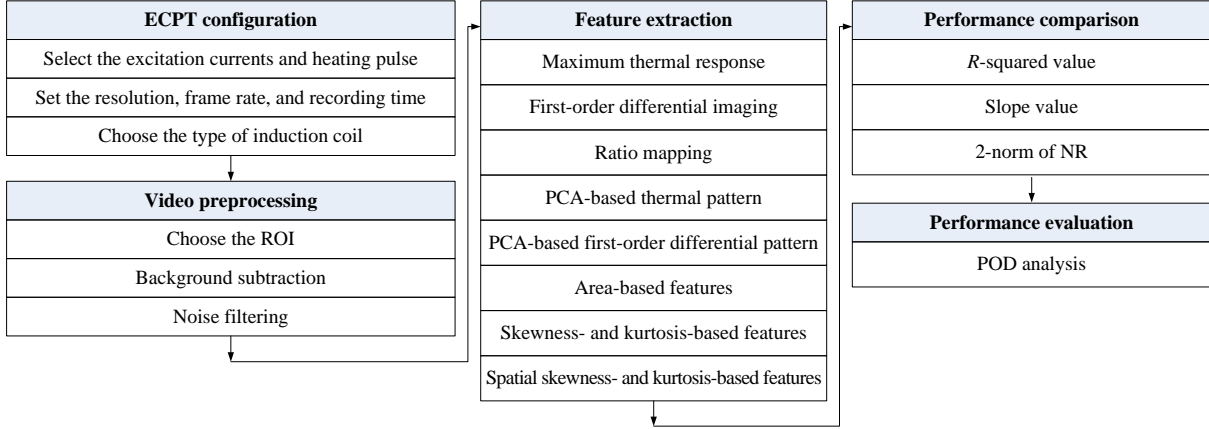 ECPT configuration
Select the excitation currents and heating pulse
Set the resolution, frame rate, and recording time
Choose the type of induction coil
Video preprocessing
Choose the ROI
Background subtraction
Noise filtering
Feature extraction
Maximum thermal response
First-order differential imaging
Ratio mapping
PCA-based thermal pattern
PCA-based first-order differential pattern
Area-based features
Skewness- and kurtosis-based features
Spatial skewness- and kurtosis-based features
Performance comparison
R-squared value
Slope value
2-norm of NR
Performance evaluation
POD analysis